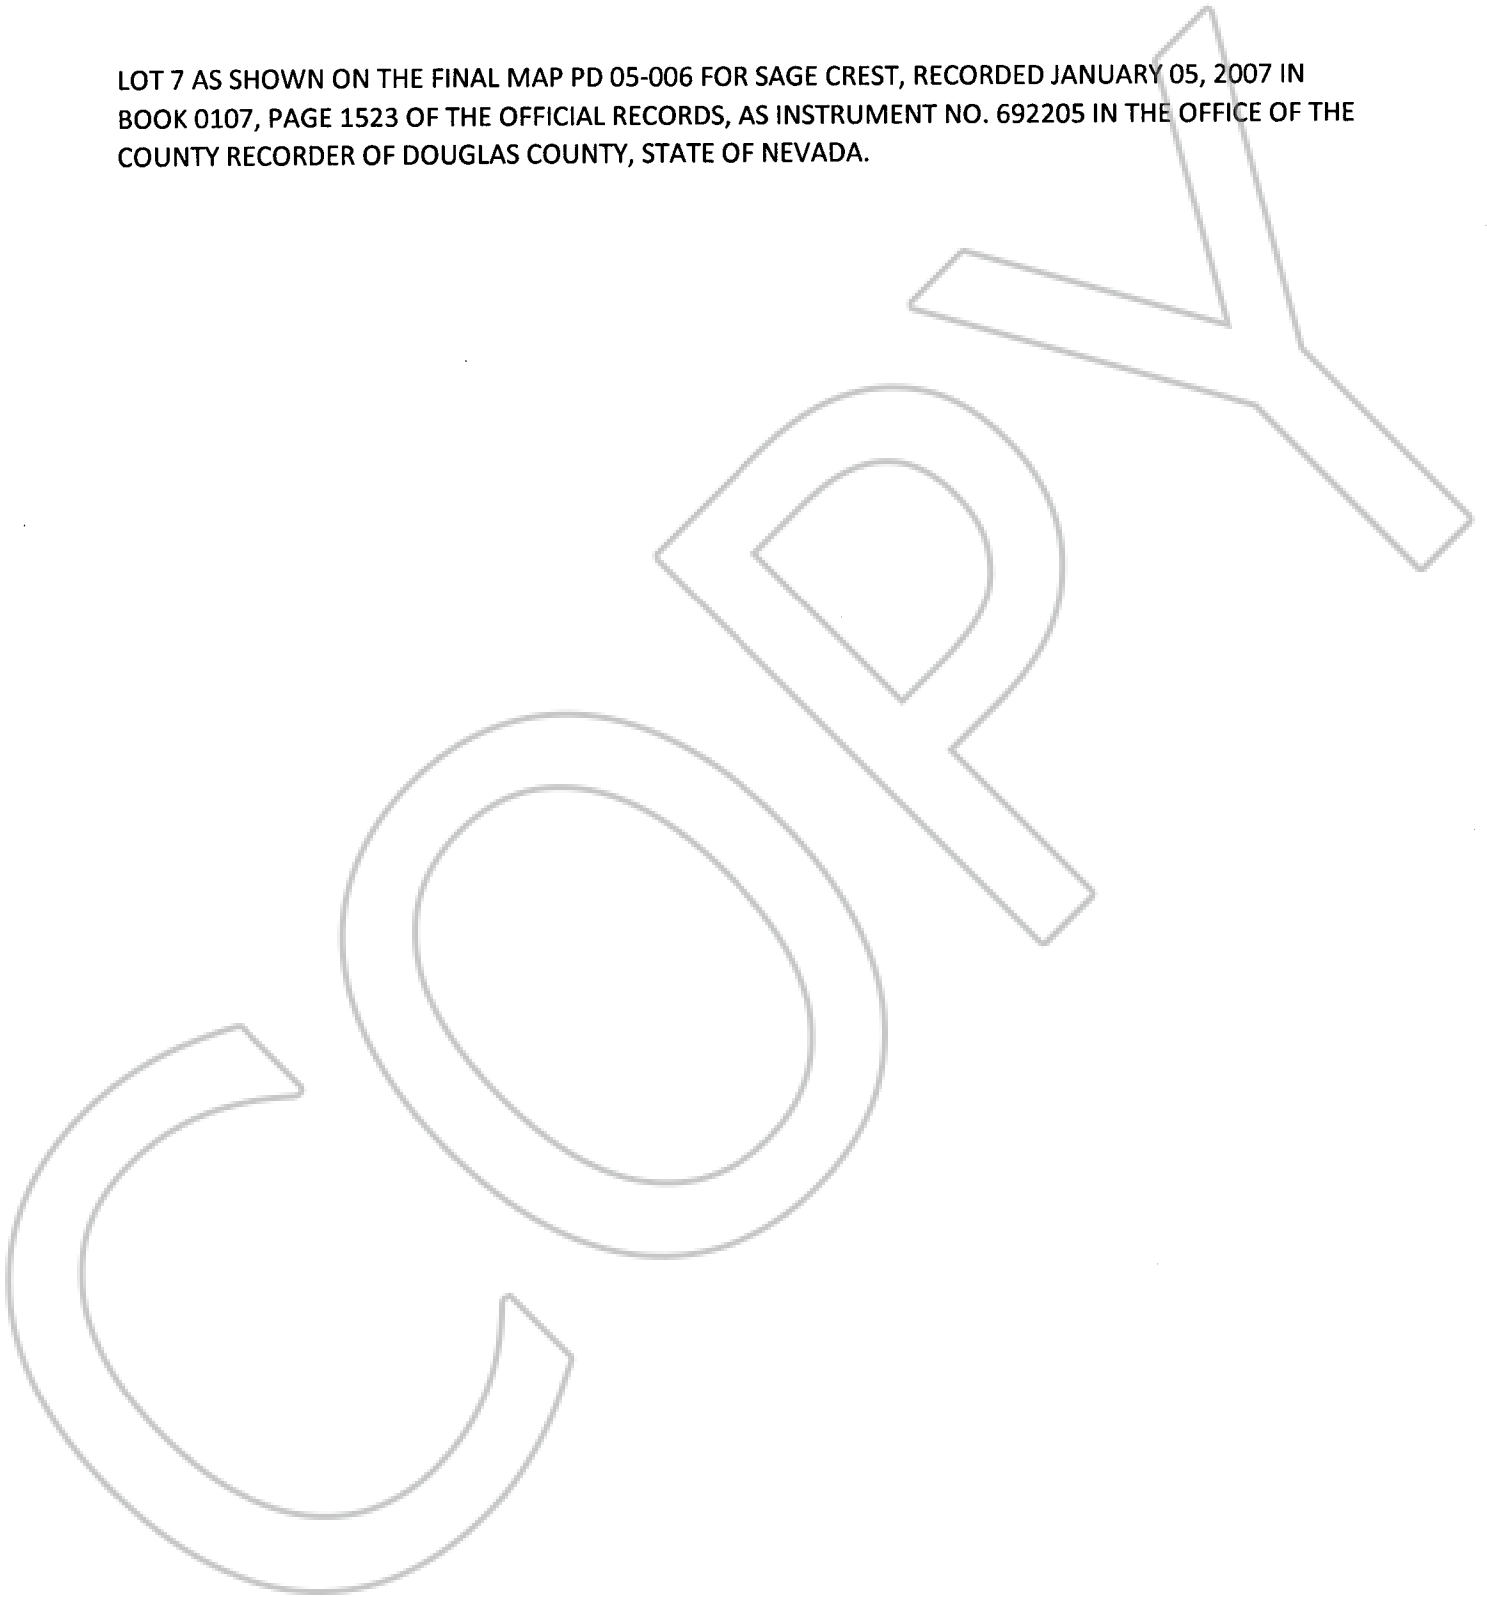 LOT 7 AS SHOWN ON THE FINAL MAP PD 05-006 FOR SAGE CREST, RECORDED JANUARY 05, 2007 IN
BOOK 0107, PAGE 1523 OF THE OFFICIAL RECORDS, AS INSTRUMENT NO. 692205 IN THE OFFICE OF THE
COUNTY RECORDER OF DOUGLAS COUNTY, STATE OF NEVADA.
COPY